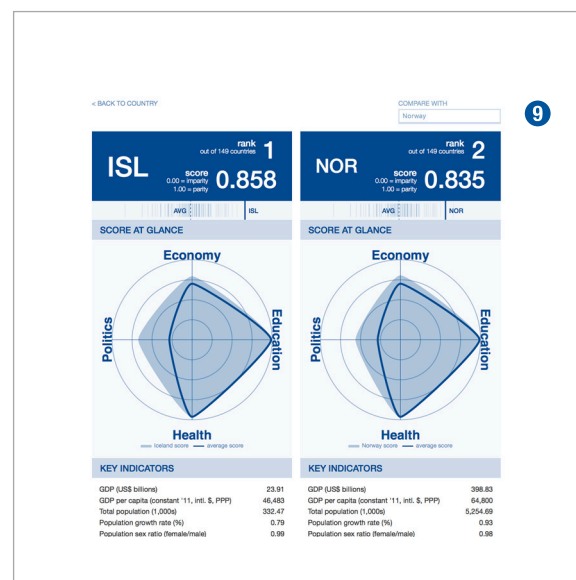 < BACK TO COUNTRY
COMPARE WITH
Norway
9
ISL
rank 1
out of 149 countries
score 0.858
0.00 = imparity
1.00 = parity
AVG
ISL
SCORE AT GLANCE
Economy
Politics
Education
Health
Iceland score average score
KEY INDICATORS
GDP (US$ billions) 23.91
GDP per capita (constant '11, intl. $, PPP) 46,483
Total population (1,000s) 332.47
Population growth rate (%) 0.79
Population sex ratio (female/male) 0.99
NOR
rank 2
out of 149 countries
score 0.835
0.00 = imparity
1.00 = parity
AVG
NOR
SCORE AT GLANCE
Economy
Politics
Education
Health
Norway score average score
KEY INDICATORS
GDP (US$ billions) 398.83
GDP per capita (constant '11, intl. $, PPP) 64,800
Total population (1,000s) 5,254.69
Population growth rate (%) 0.93
Population sex ratio (female/male) 0.98